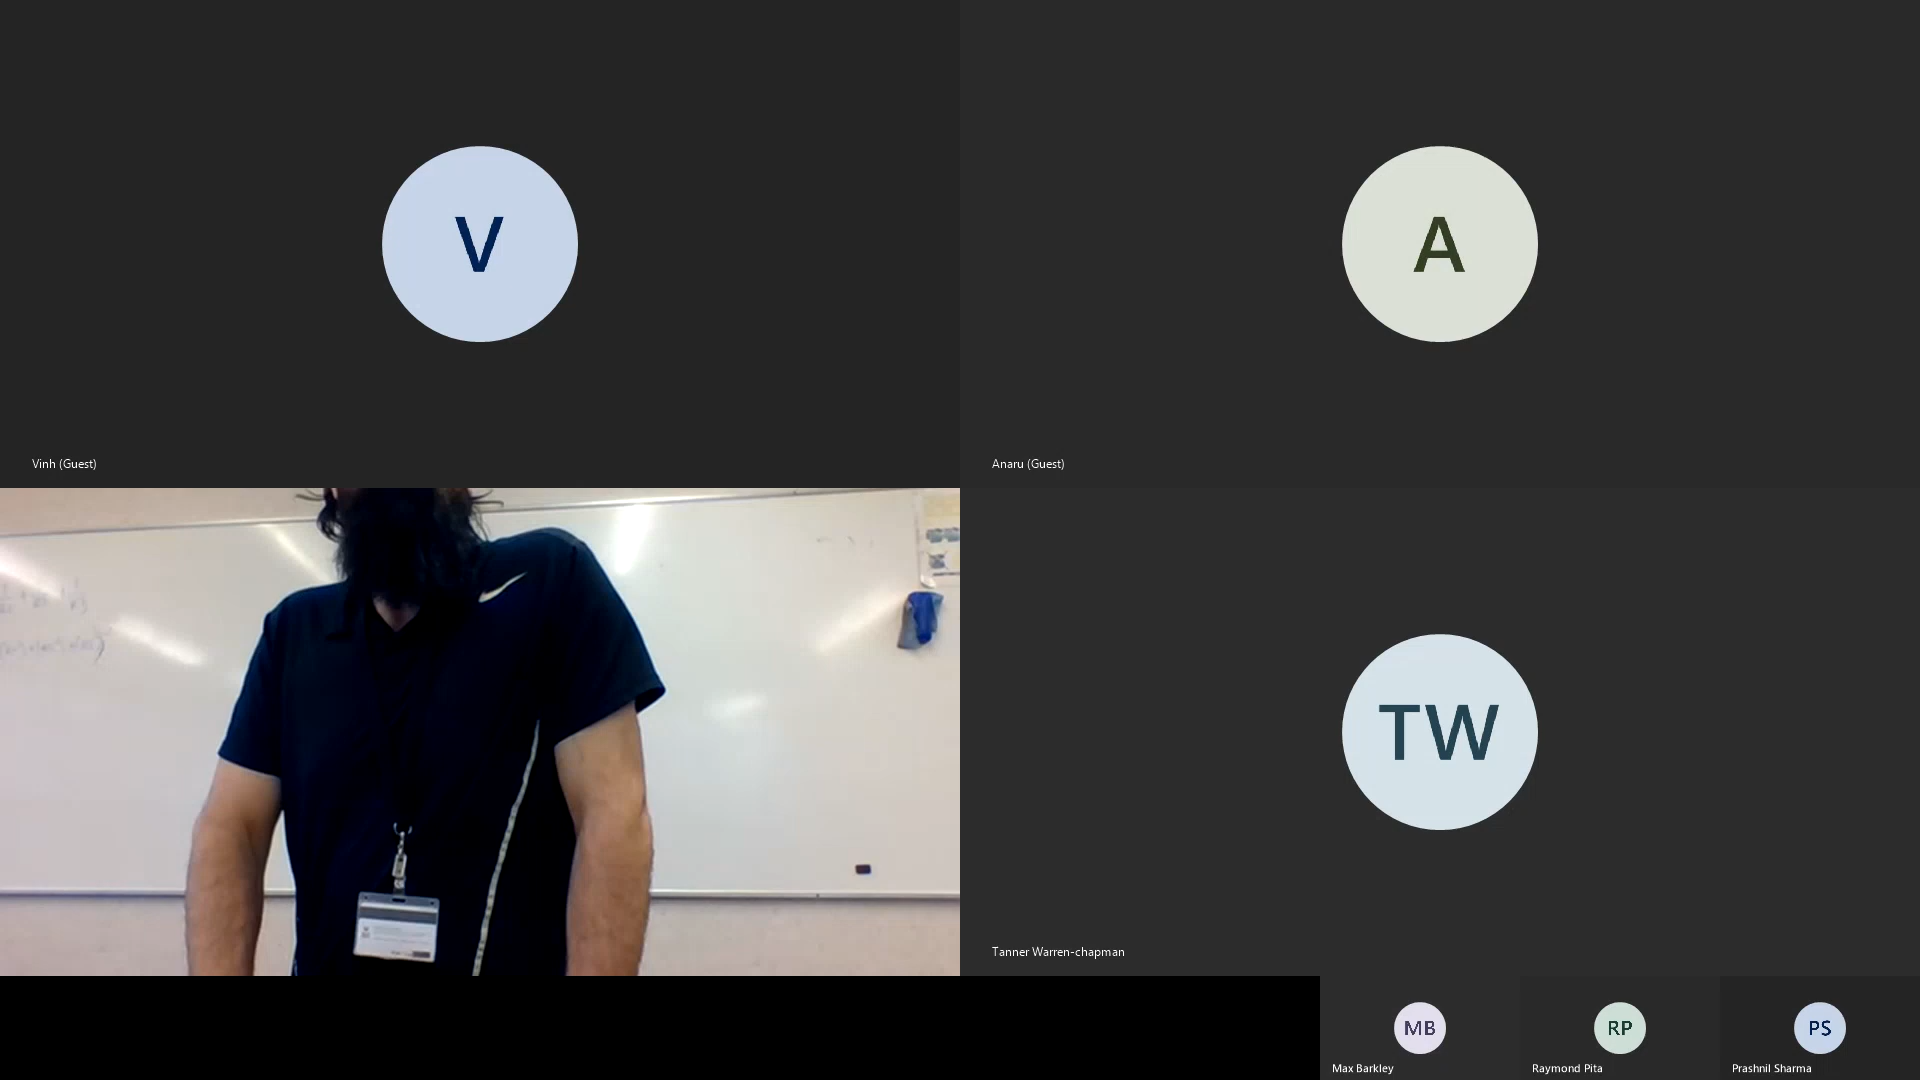 V
A
Vinh (Guest)
Anaru (Guest)
TW
Tanner Warren-chapman
MB
RP
PS
Max Barkley
Raymond Pita
Prashnil Sharma